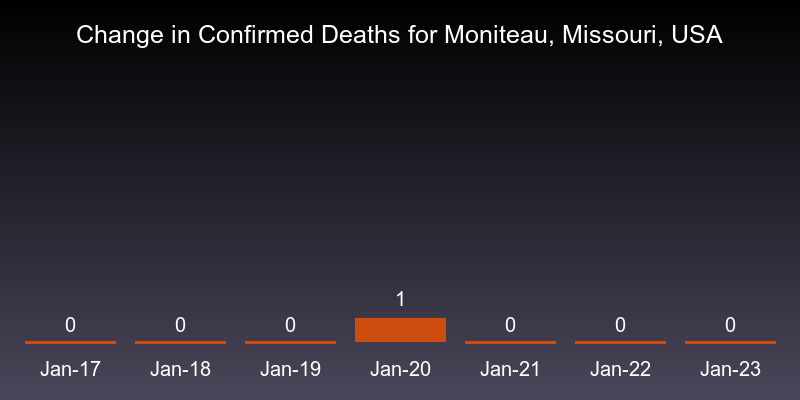 Change in Confirmed Deaths for Moniteau, Missouri, USA
0 0 0 1 0 0 0
Jan-17 Jan-18 Jan-19 Jan-20 Jan-21 Jan-22 Jan-23